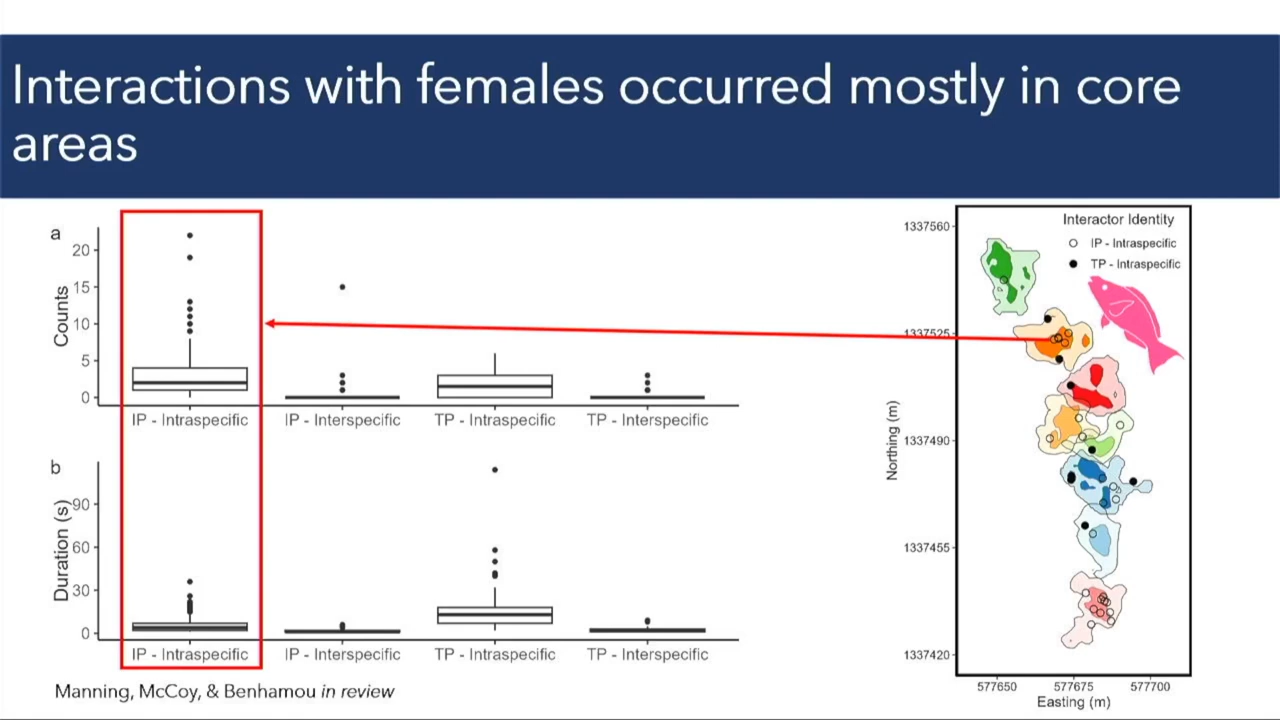 Interactions with females occurred mostly in core
areas
a
Counts
20
15
10
5
0
IP - Intraspecific
IP - Interspecific
TP - Intraspecific
TP - Interspecific
b
Duration (s)
90
60
30
0
IP - Intraspecific
IP - Interspecific
TP - Intraspecific
TP - Interspecific
Manning, McCoy, & Benhamou in review
Interactor Identity
IP - Intraspecific
TP - Intraspecific
Northing (m)
1337560
1337525
1337490
1337455
1337420
577650
577675
577700
Easting (m)